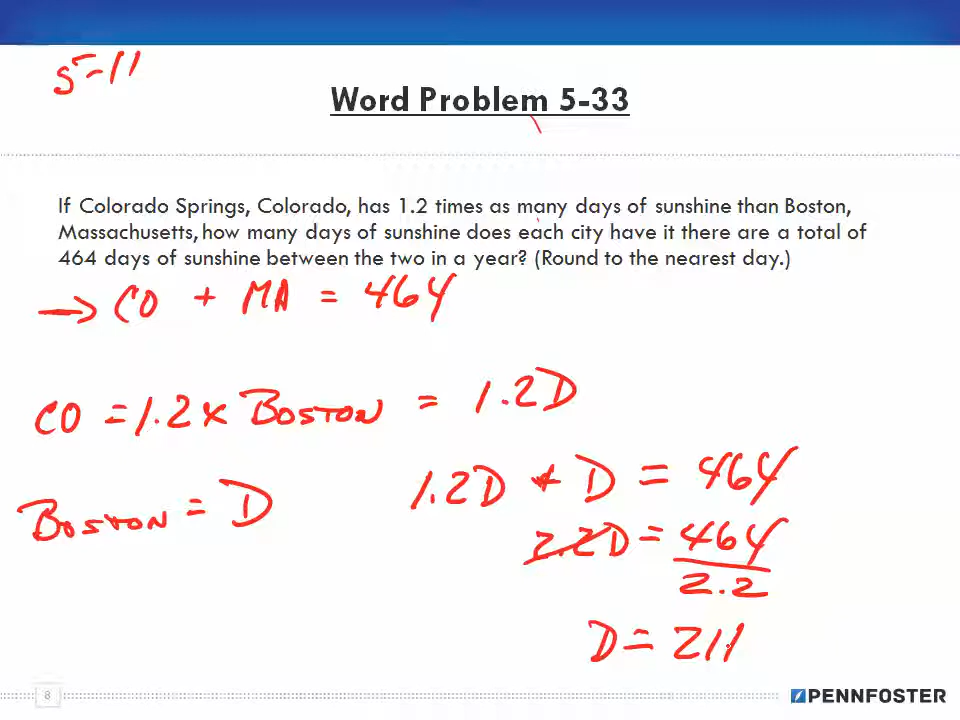 5=11
Word Problem 5-33
If Colorado Springs, Colorado, has 1.2 times as many days of sunshine than Boston,
Massachusetts, how many days of sunshine does each city have it there are a total of
464 days of sunshine between the two in a year? (Round to the nearest day.)
→ CO + MA = 464
CO = 1.2 x BOSTON = 1.2D
1.2D + D = 464
BOSTON = D
2.2D = 464
2.2
D = 211
8
PENNFOSTER